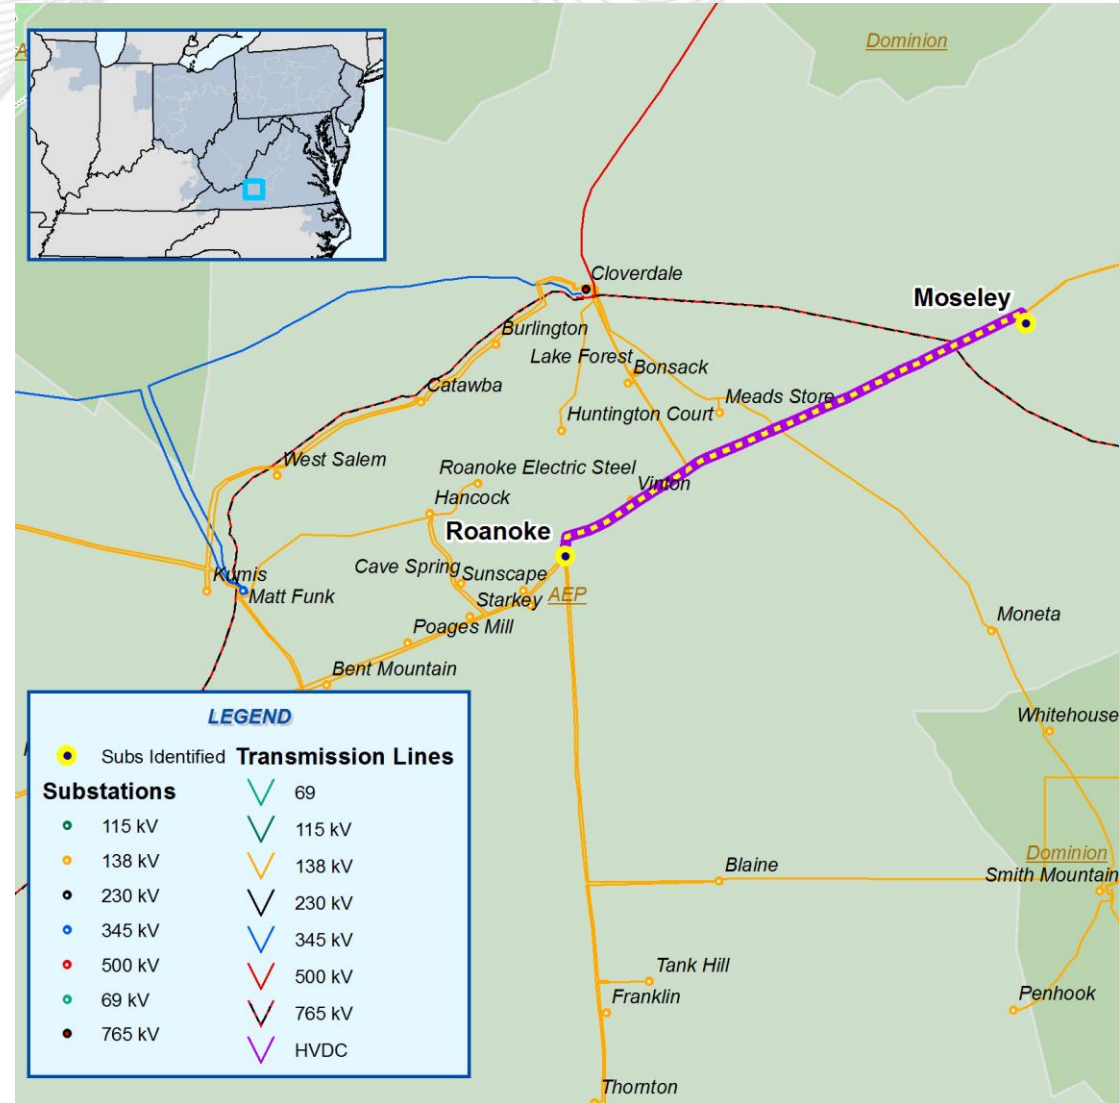 Dominion
Cloverdale
Moseley
Burlington
Lake Forest
Bonsack
Catawba
Meads Store
Huntington Court
West Salem
Roanoke Electric Steel
Vinton
Hancock
Roanoke
Cave Spring
Sunscape
Kumis
Matt Funk
Starkey
AEP
Poages Mill
Moneta
Bent Mountain
Whitehouse
LEGEND
Subs Identified
Substations
115 kV
138 kV
230 kV
345 kV
500 kV
69 kV
765 kV
Transmission Lines
69
115 kV
138 kV
230 kV
345 kV
500 kV
765 kV
HVDC
Dominion
Blaine
Smith Mountain
Tank Hill
Franklin
Penhook
Thornton